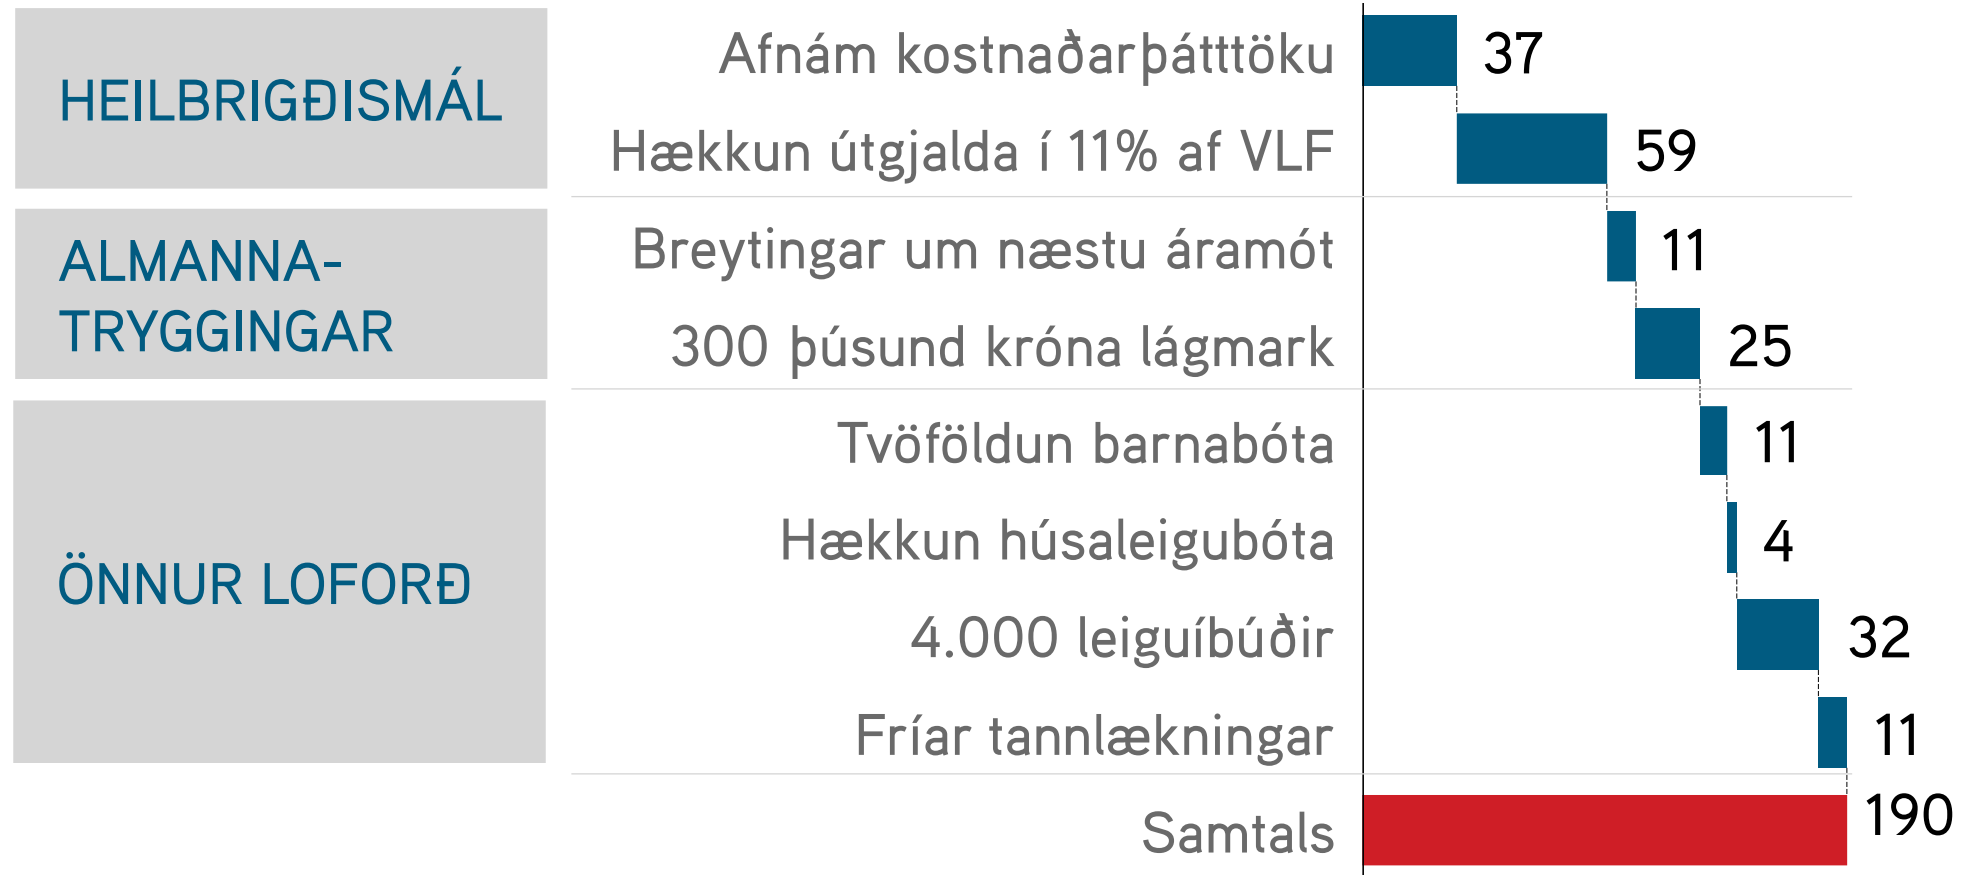 HEILBRIGÐISMÁL
Afnám kostnaðarþátttöku 37
Hækkun útgjalda í 11% af VLF 59
ALMANNA-
TRYGGINGAR
Breytingar um næstu áramót 11
300 þúsund króna lágmark 25
ÖNNUR LOFORÐ
Tvöföldun barnabóta 11
Hækkun húsaleigubóta 4
4.000 leiguíbúðir 32
Fríar tannlækningar 11
Samtals 190